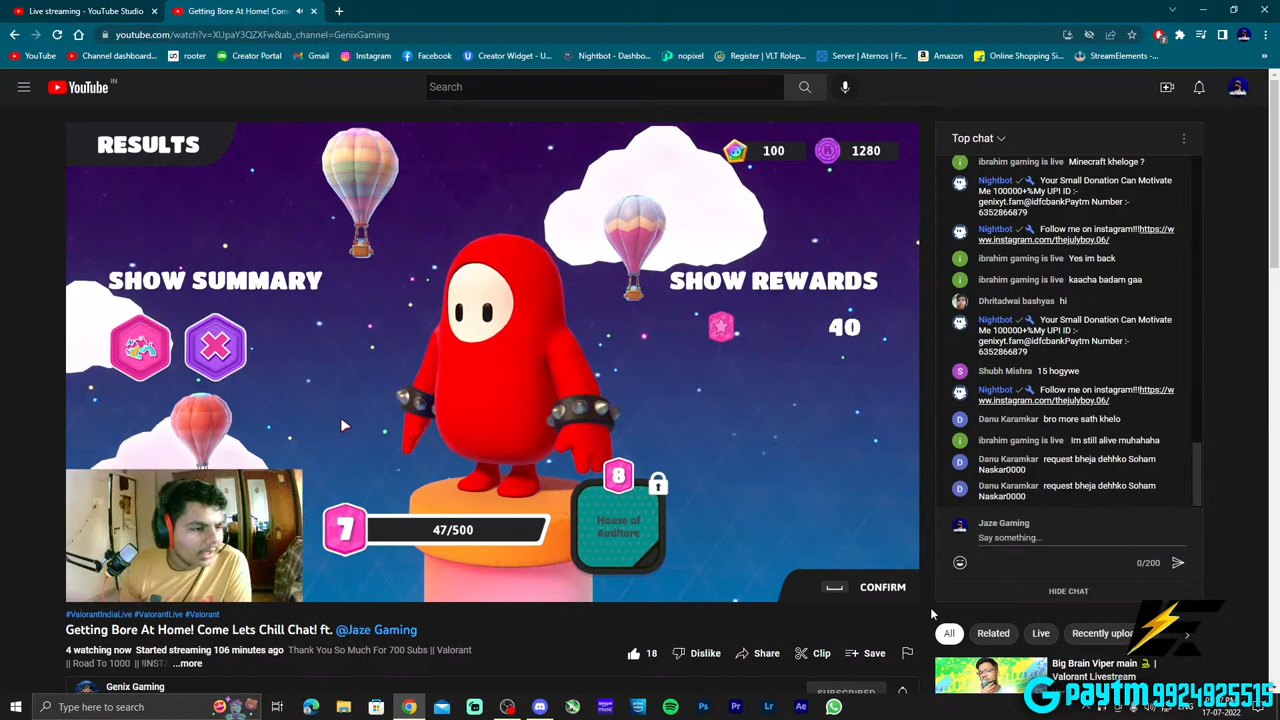 Live streaming - YouTube Studio
Getting Bore At Home! Com
youtube.com/watch?v=XUpaY3QZXFw&ab_channel=GenixGaming
YouTube
Channel dashboard...
rooter
Creator Portal
Gmail
Instagram
Facebook
Creator Widget - U...
Nightbot - Dashbo...
nopixel
Register | VLT Rolep...
Server | Aternos | Fr...
Amazon
Online Shopping Si...
StreamElements -...
YouTube IN
Search
RESULTS
100
1280
SHOW SUMMARY
SHOW REWARDS
40
8
7
47/500
House of
Auditore
CONFIRM
Top chat
ibrahim gaming is live Minecraft kheloge ?
Nightbot Your Small Donation Can Motivate
Me 100000+%My UPI ID :-
genixyt.fam@idfcbankPaytm Number :-
6352866879
Nightbot Follow me on instagram!!!https://w
ww.instagram.com/thejulyboy.06/
ibrahim gaming is live Yes im back
ibrahim gaming is live kaacha badam gaa
Dhritadwai bashyas hi
Nightbot Your Small Donation Can Motivate
Me 100000+%My UPI ID :-
genixyt.fam@idfcbankPaytm Number :-
6352866879
Shubh Mishra 15 hogywe
Nightbot Follow me on instagram!!!https://w
ww.instagram.com/thejulyboy.06/
Danu Karamkar bro more sath khelo
ibrahim gaming is live Im still alive muhahaha
Danu Karamkar request bheja dehhko Soham
Naskar0000
Danu Karamkar request bheja dehhko Soham
Naskar0000
Jaze Gaming
Say something...
0/200
HIDE CHAT
#ValorantIndiaLive #ValorantLive #Valorant
Getting Bore At Home! Come Lets Chill Chat! ft. @Jaze Gaming
4 watching now Started streaming 106 minutes ago Thank You So Much For 700 Subs || Valorant
|| Road To 1000 || !INST
...more
18
Dislike
Share
Clip
Save
Genix Gaming
SUBSCRIBED
All
Related
Live
Recently uploa
Big Brain Viper main
Valorant Livestream
Paytm 9924925515
Type here to search
ENG
17-07-2022